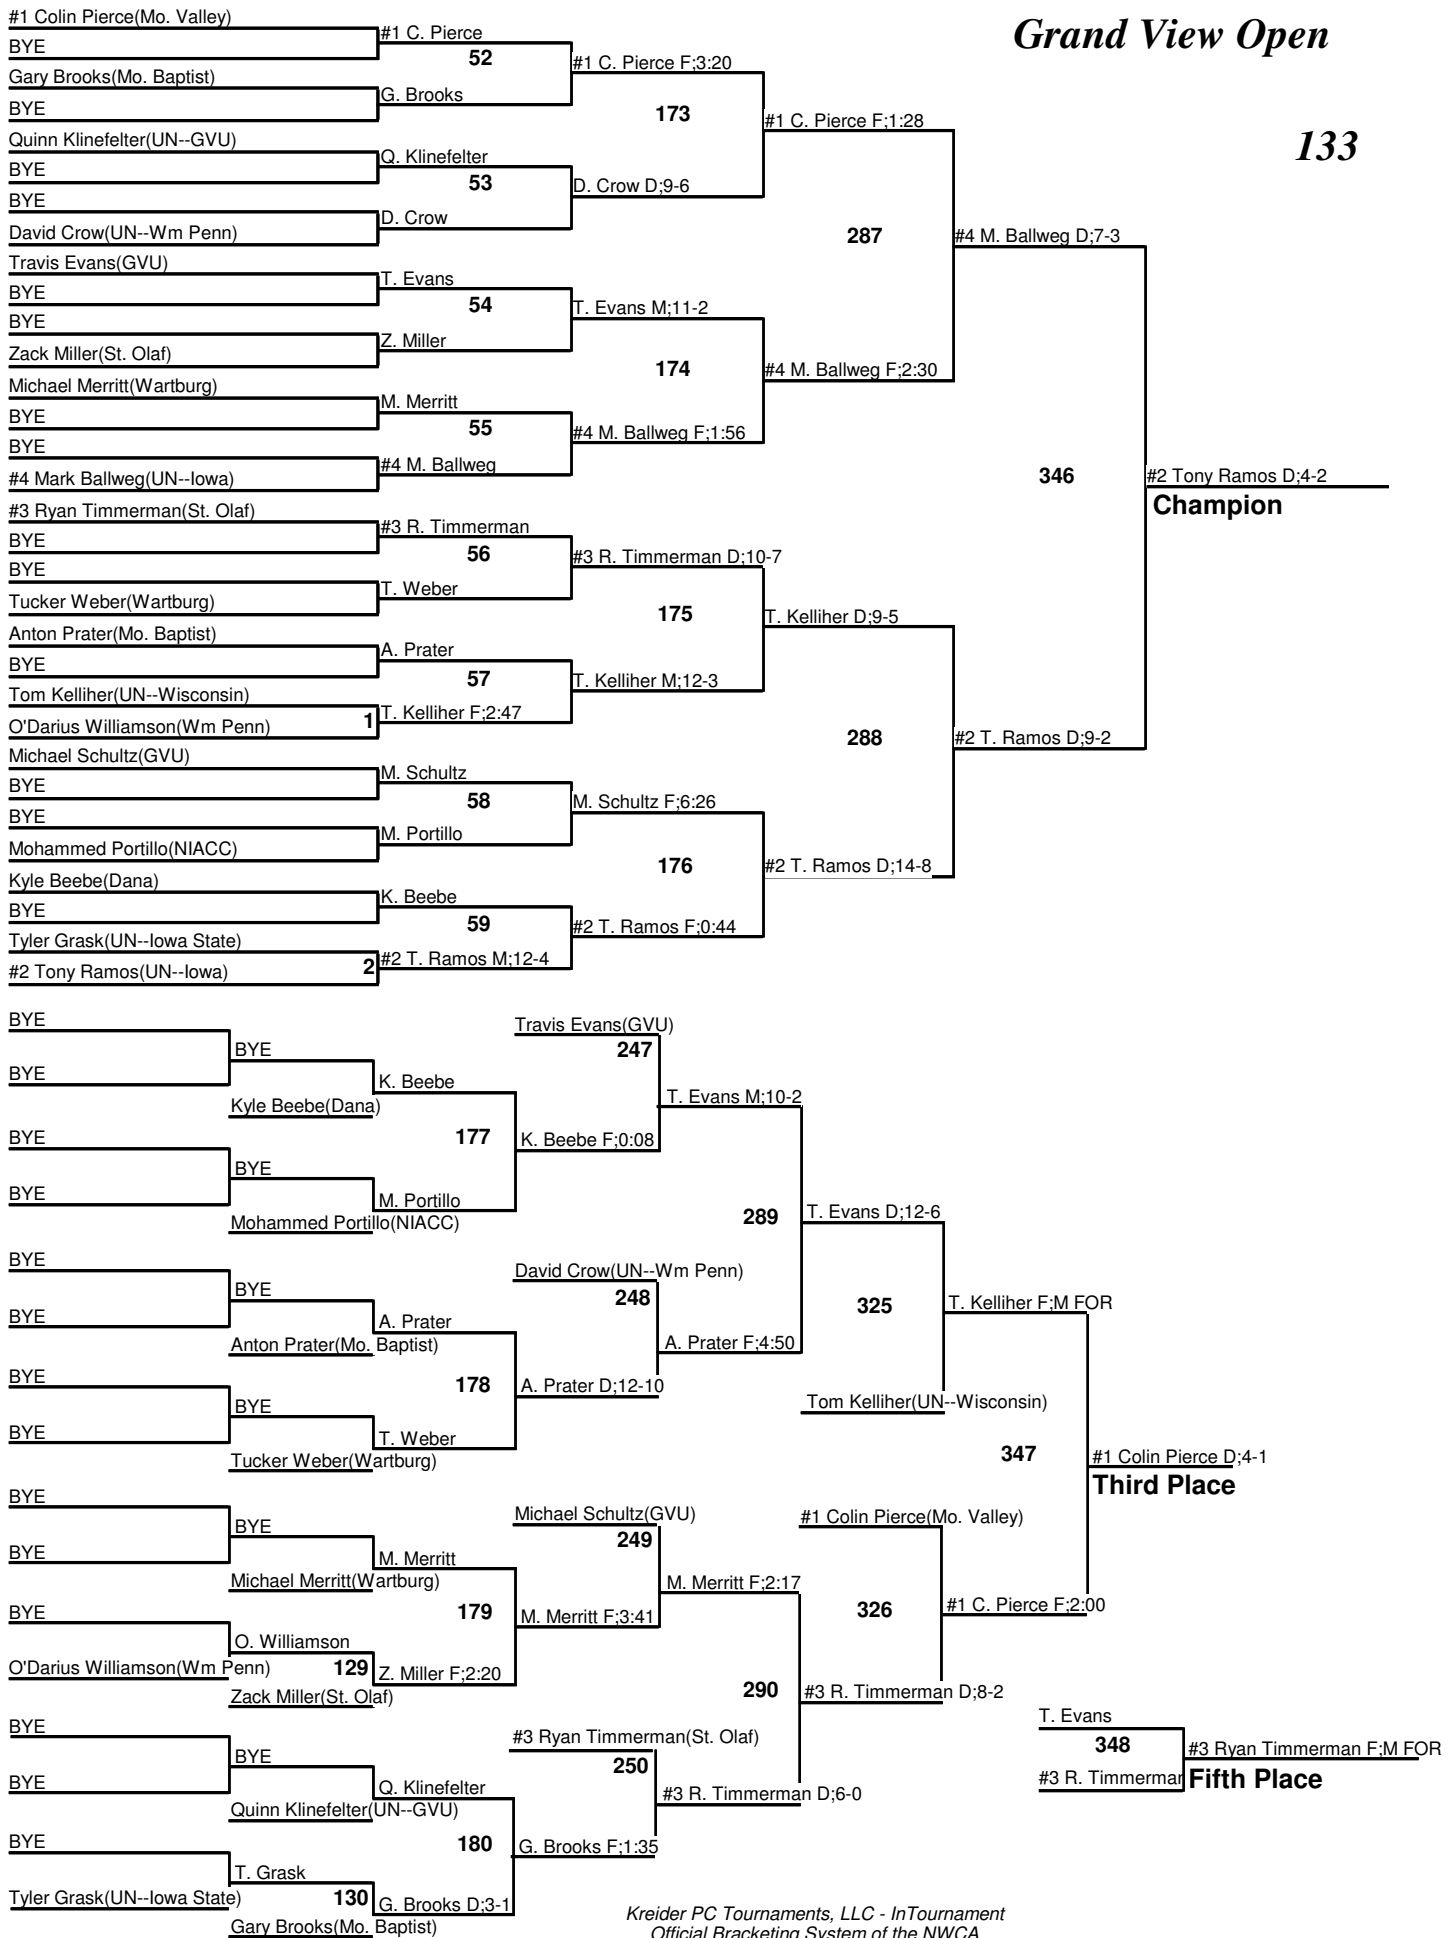 Grand View Open
133
#1 Colin Pierce(Mo. Valley)
BYE
Gary Brooks(Mo. Baptist)
BYE
Quinn Klinefelter(UN--GVU)
BYE
BYE
David Crow(UN--Wm Penn)
Travis Evans(GVU)
BYE
BYE
Zack Miller(St. Olaf)
Michael Merritt(Wartburg)
BYE
BYE
#4 Mark Ballweg(UN--Iowa)
#3 Ryan Timmerman(St. Olaf)
BYE
BYE
Tucker Weber(Wartburg)
Anton Prater(Mo. Baptist)
BYE
Tom Kelliher(UN--Wisconsin)
O'Darius Williamson(Wm Penn)
1
Michael Schultz(GVU)
BYE
BYE
Mohammed Portillo(NIACC)
Kyle Beebe(Dana)
BYE
Tyler Grask(UN--Iowa State)
#2 Tony Ramos(UN--Iowa)
2
#1 C. Pierce
52
G. Brooks
Q. Klinefelter
53
D. Crow
T. Evans
54
Z. Miller
M. Merritt
55
#4 M. Ballweg
#3 R. Timmerman
56
T. Weber
A. Prater
57
T. Kelliher F;2:47
M. Schultz
58
M. Portillo
K. Beebe
59
#2 T. Ramos M;12-4
#1 C. Pierce F;3:20
173
D. Crow D;9-6
T. Evans M;11-2
174
#4 M. Ballweg F;1:56
#3 R. Timmerman D;10-7
175
T. Kelliher M;12-3
M. Schultz F;6:26
176
#2 T. Ramos F;0:44
#1 C. Pierce F;1:28
287
#4 M. Ballweg F;2:30
T. Kelliher D;9-5
288
#2 T. Ramos D;14-8
#4 M. Ballweg D;7-3
346
#2 T. Ramos D;9-2
#2 Tony Ramos D;4-2
Champion
BYE
BYE
BYE
BYE
BYE
BYE
BYE
BYE
BYE
BYE
BYE
O'Darius Williamson(Wm Penn)
BYE
BYE
BYE
Tyler Grask(UN--Iowa State)
BYE
Kyle Beebe(Dana)
BYE
Mohammed Portillo(NIACC)
BYE
Anton Prater(Mo. Baptist)
BYE
Tucker Weber(Wartburg)
BYE
Michael Merritt(Wartburg)
O. Williamson
129
Zack Miller(St. Olaf)
BYE
Quinn Klinefelter(UN--GVU)
T. Grask
130
Gary Brooks(Mo. Baptist)
K. Beebe
177
M. Portillo
A. Prater
178
T. Weber
M. Merritt
179
Z. Miller F;2:20
Q. Klinefelter
180
G. Brooks D;3-1
Travis Evans(GVU)
247
K. Beebe F;0:08
David Crow(UN--Wm Penn)
248
A. Prater D;12-10
Michael Schultz(GVU)
249
M. Merritt F;3:41
#3 Ryan Timmerman(St. Olaf)
250
G. Brooks F;1:35
T. Evans M;10-2
289
A. Prater F;4:50
M. Merritt F;2:17
290
#3 R. Timmerman D;6-0
T. Evans D;12-6
325
Tom Kelliher(UN--Wisconsin)
#1 Colin Pierce(Mo. Valley)
326
#3 R. Timmerman D;8-2
T. Kelliher F;M FOR
347
#1 C. Pierce F;2:00
#1 Colin Pierce D;4-1
Third Place
T. Evans
348
#3 R. Timmerman
#3 Ryan Timmerman F;M FOR
Fifth Place
Kreider PC Tournaments, LLC - InTournament
Official Bracketing System of the NWCA